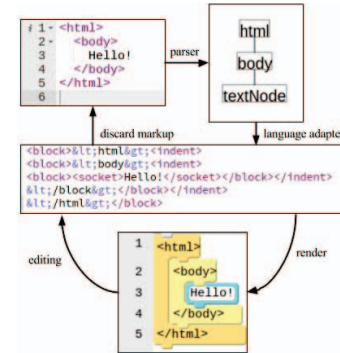 i 1 - <html>
2 - <body>
3 Hello!
4 </body>
5 </html>
6
parser
html
body
textNode
discard markup
language adapte
<block>&lt;html&gt;<indent>
<block>&lt;body&gt;<indent>
<block><socket>Hello!</socket></block></indent>
&lt;/block&gt;</block></indent>
&lt;/html&gt;</block>
editing
render
1 <html>
2 <body>
3 Hello!
4 </body>
5 </html>